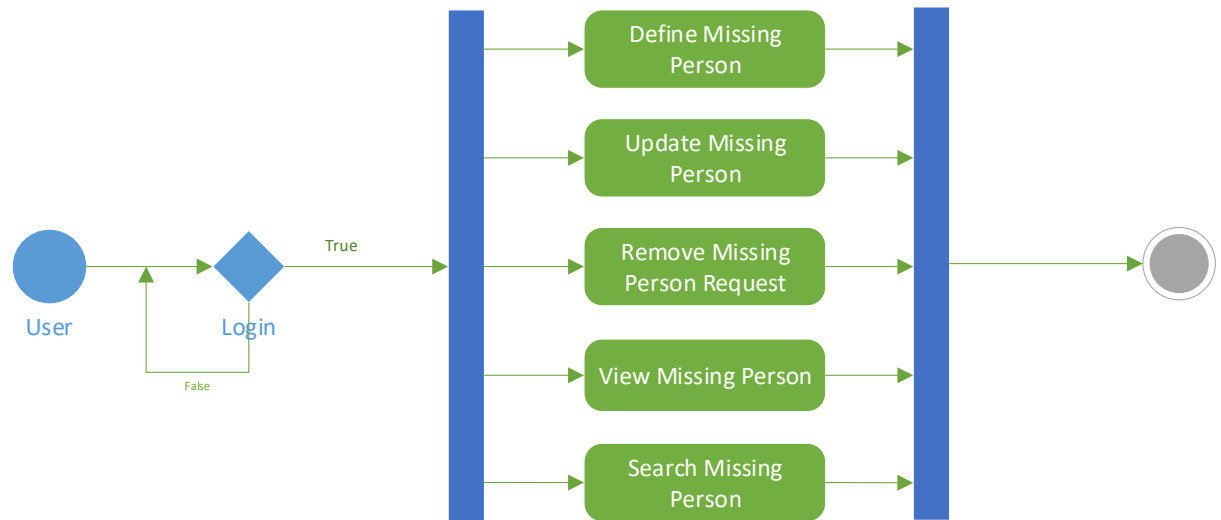 Define Missing
Person
Update Missing
Person
True
Remove Missing
Person Request
User
Login
False
View Missing Person
Search Missing
Person